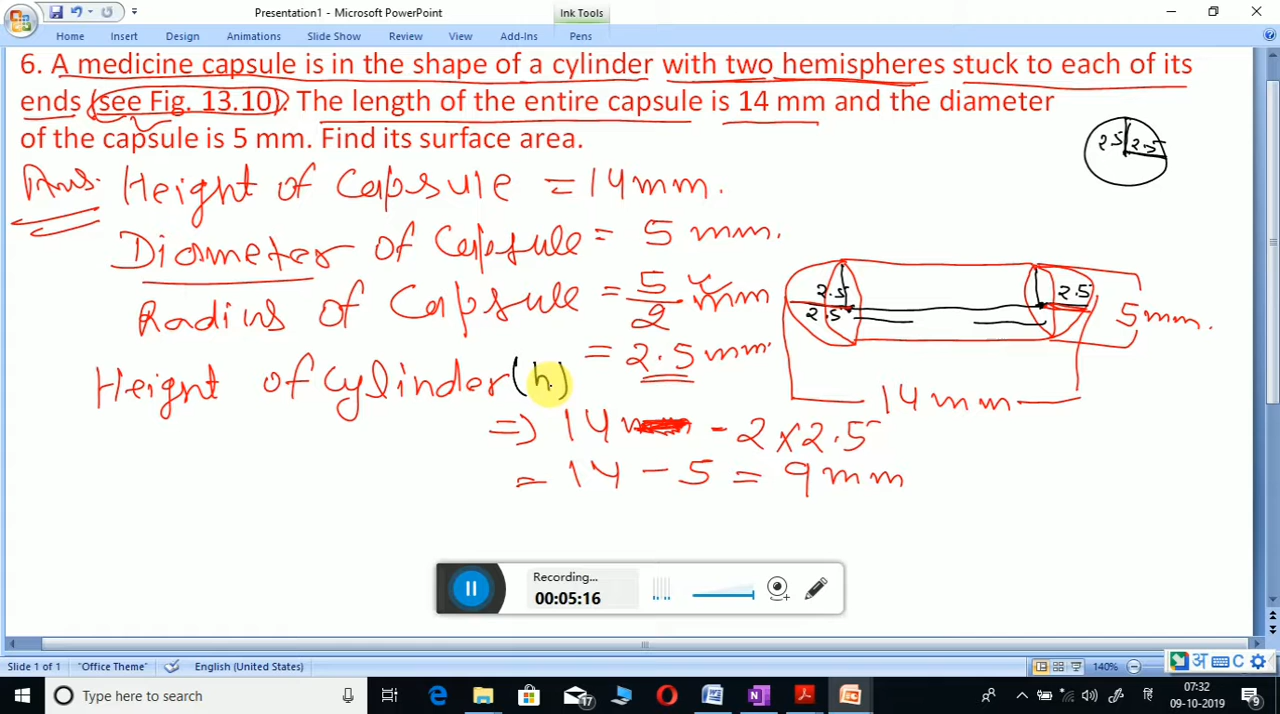 Presentation1 - Microsoft PowerPoint
Ink Tools
Home Insert Design Animations Slide Show Review View Add-Ins Pens
6. A medicine capsule is in the shape of a cylinder with two hemispheres stuck to each of its
ends (see Fig. 13.10). The length of the entire capsule is 14 mm and the diameter
of the capsule is 5 mm. Find its surface area.
2.5 2.5
Ans. Height of Capsule = 14mm.
Diameter of Capsule = 5 mm.
Radius of Capsule = 5/2 mm
= 2.5 mm.
2.5 2.5
2.5
5mm.
14 mm
Height of cylinder (h)
=> 14 - 2 x 2.5
= 14 - 5 = 9 mm
Recording...
00:05:16
Slide 1 of 1 "Office Theme" English (United States) अ C 140%
Type here to search 17 हिं 07:32
09-10-2019 9